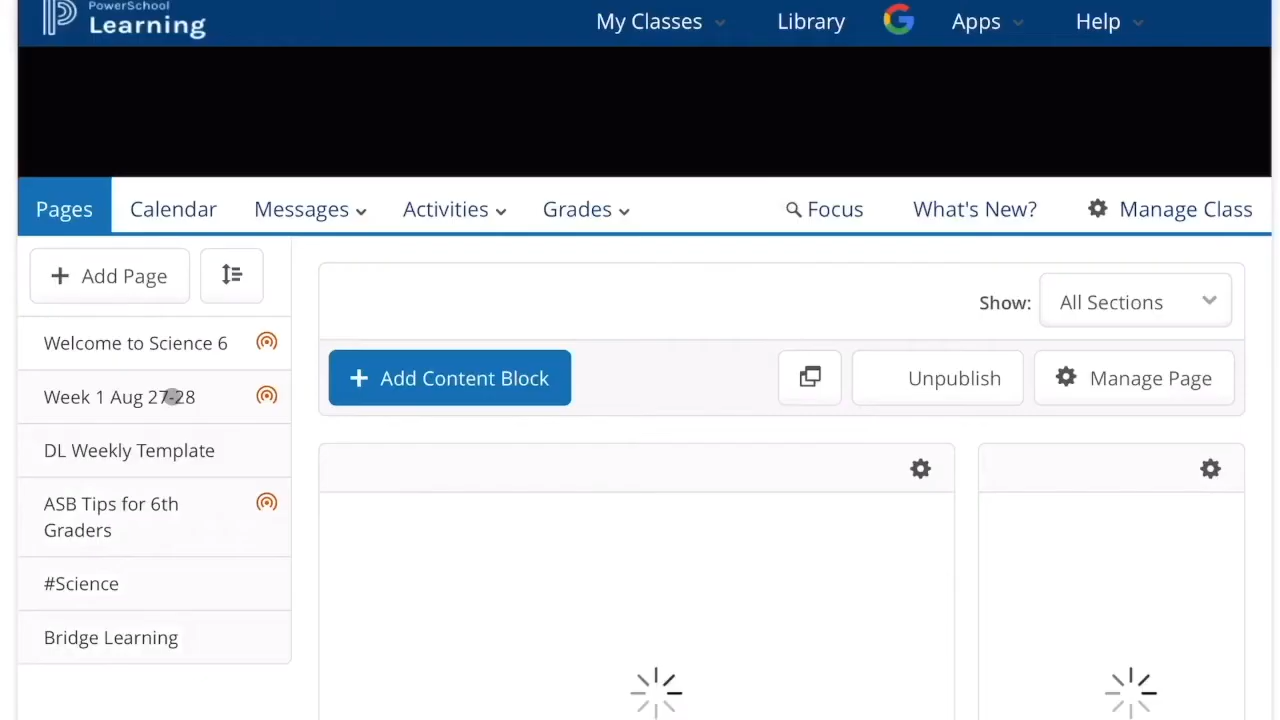 PowerSchool
Learning
My Classes
Library
Apps
Help
Pages
Calendar
Messages
Activities
Grades
Focus
What's New?
Manage Class
+ Add Page
Show:
All Sections
Welcome to Science 6
+ Add Content Block
Unpublish
Manage Page
Week 1 Aug 27-28
DL Weekly Template
ASB Tips for 6th
Graders
#Science
Bridge Learning